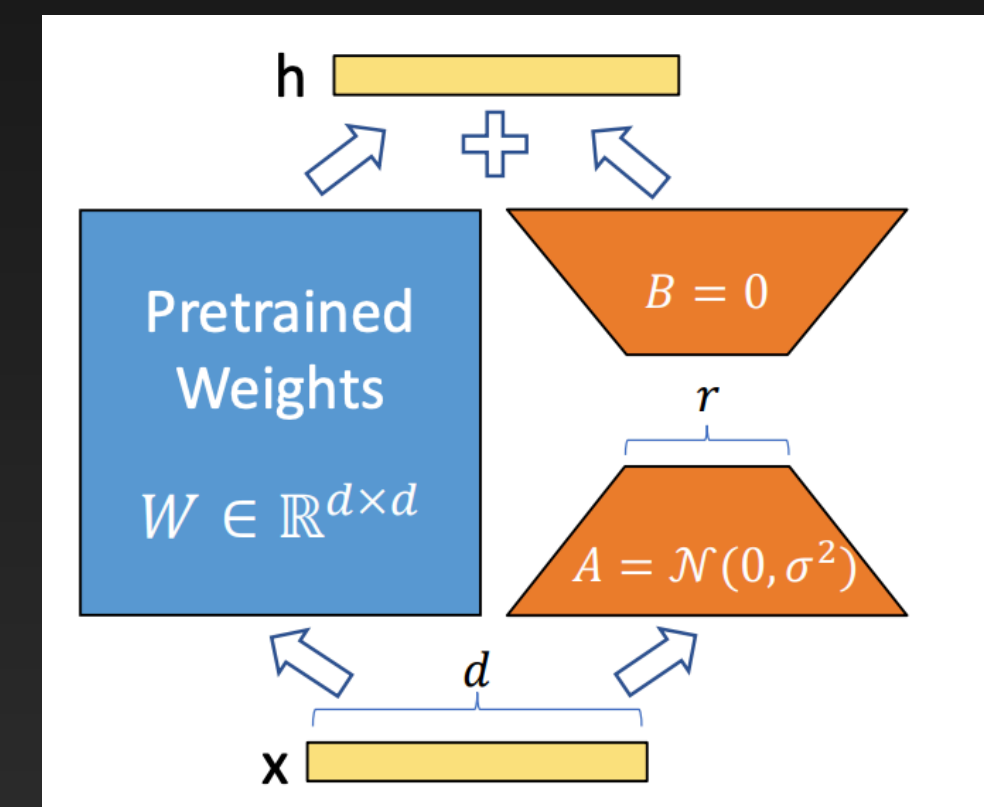 h
Pretrained
Weights
W ∈ ℝ^{d×d}
B = 0
r
A = 𝒩(0, σ²)
d
x